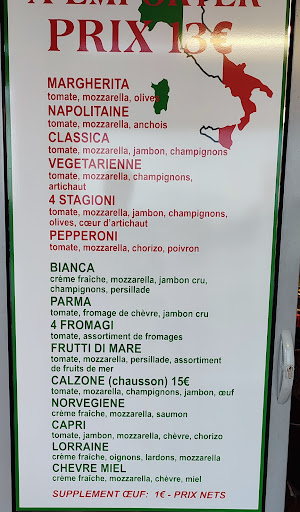 A EMPORTER
PRIX 13€
MARGHERITA
tomate, mozzarella, olives
NAPOLITAINE
tomate, mozzarella, anchois
CLASSICA
tomate, mozzarella, jambon, champignons
VEGETARIENNE
tomate, mozzarella, champignons,
artichaut
4 STAGIONI
tomate, mozzarella, jambon, champignons,
olives, cœur d'artichaut
PEPPERONI
tomate, mozzarella, chorizo, poivron
BIANCA
crème fraîche, mozzarella, jambon cru,
champignons, persillade
PARMA
tomate, fromage de chèvre, jambon cru
4 FROMAGI
tomate, assortiment de fromages
FRUTTI DI MARE
tomate, mozzarella, persillade, assortiment
de fruits de mer
CALZONE (chausson) 15€
tomate, mozarella, champignons, jambon, œuf
NORVEGIENE
crème fraîche, mozzarella, saumon
CAPRI
tomate, jambon, mozzarella, chèvre, chorizo
LORRAINE
crème fraîche, oignons, lardons, mozzarella
CHEVRE MIEL
crème fraîche, mozzarella, chèvre, miel
SUPPLEMENT ŒUF: 1€ - PRIX NETS